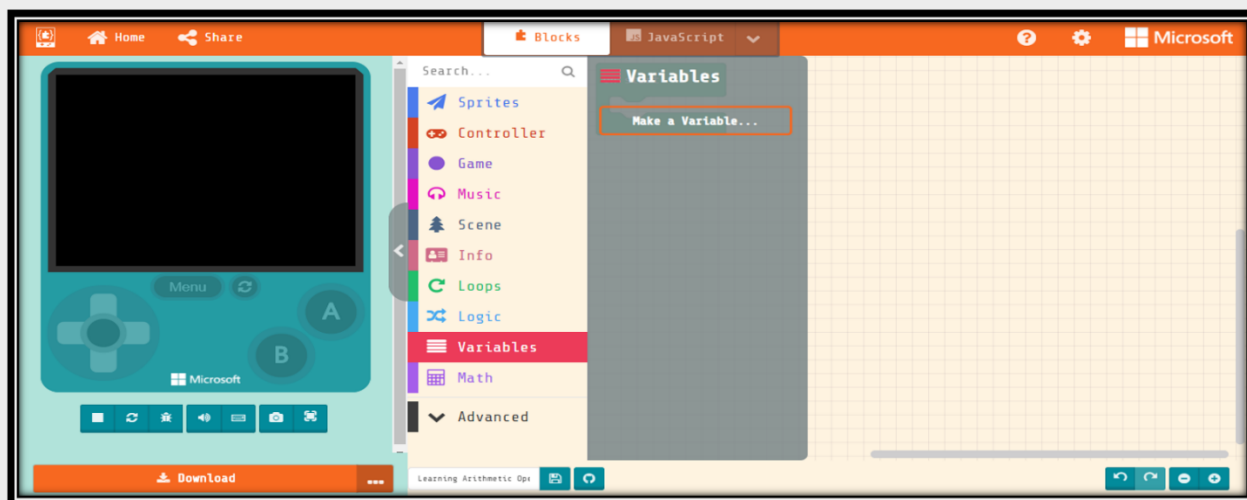 Home
Share
Blocks
JS JavaScript
Microsoft
Search...
Sprites
Controller
Game
Music
Scene
Info
Loops
Logic
Variables
Math
Advanced
Variables
Make a Variable...
Menu
A
B
Microsoft
Download
Learning Arithmetic Ope